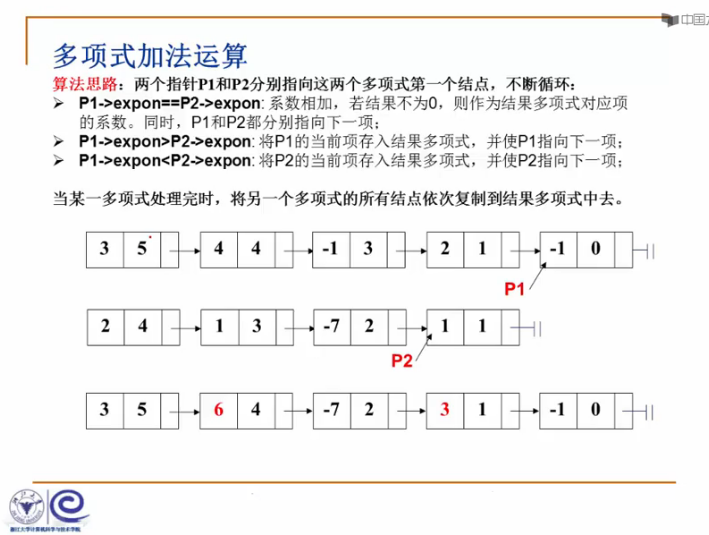 中国大
多项式加法运算
算法思路：两个指针P1和P2分别指向这两个多项式第一个结点，不断循环：
➢ P1->expon==P2->expon: 系数相加，若结果不为0，则作为结果多项式对应项
的系数。同时，P1和P2都分别指向下一项；
➢ P1->expon>P2->expon: 将P1的当前项存入结果多项式，并使P1指向下一项；
➢ P1->expon<P2->expon: 将P2的当前项存入结果多项式，并使P2指向下一项；
当某一多项式处理完时，将另一个多项式的所有结点依次复制到结果多项式中去。
3 5 4 4 -1 3 2 1 -1 0
P1
2 4 1 3 -7 2 1 1
P2
3 5 6 4 -7 2 3 1 -1 0
浙江大学计算机科学与技术学院